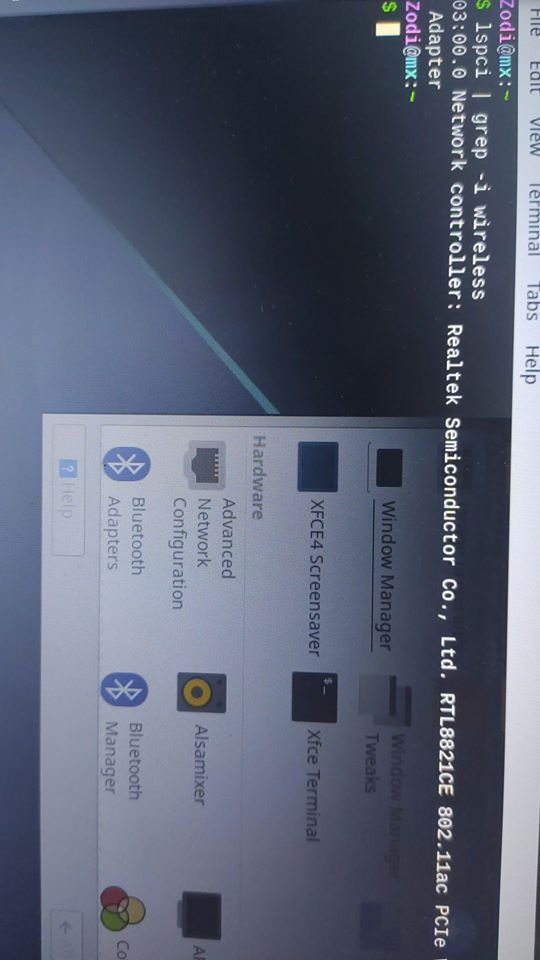 File Edit View Terminal Tabs Help
Zodi@mx:~
$ lspci | grep -i wireless
03:00.0 Network controller: Realtek Semiconductor Co., Ltd. RTL8821CE 802.11ac PCIe
Adapter
Zodi@mx:~
$
Window Manager
Window Manager Tweaks
XFCE4 Screensaver
Xfce Terminal
Hardware
Advanced Network Configuration
Alsamixer
Bluetooth Adapters
Bluetooth Manager
Help